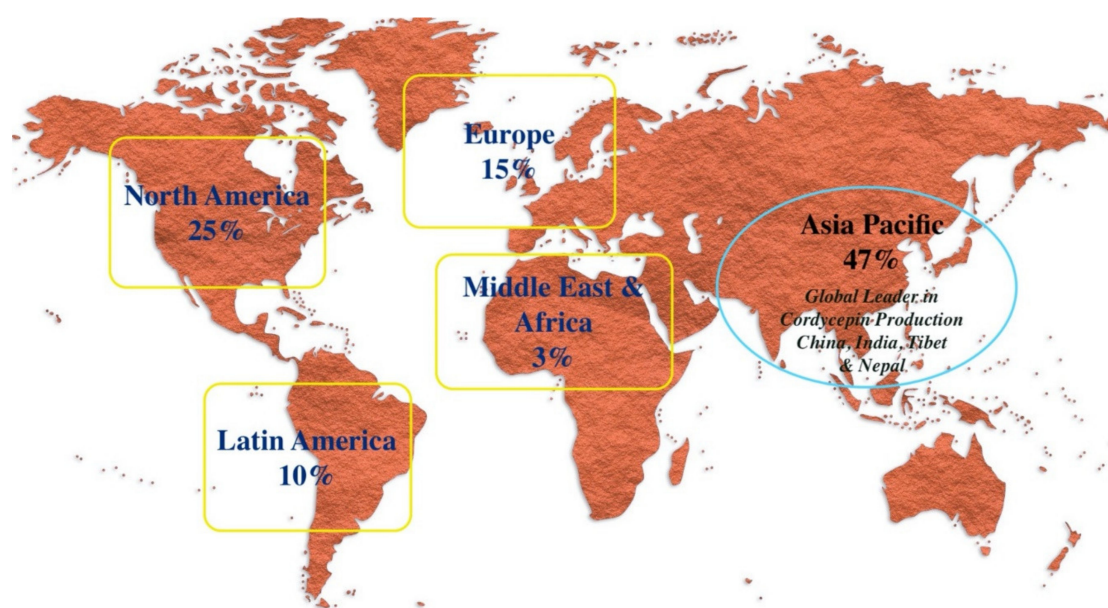 Europe
15%
North America
25%
Asia Pacific
47%
Global Leader in
Cordycepin Production
China, India, Tibet
& Nepal
Middle East &
Africa
3%
Latin America
10%